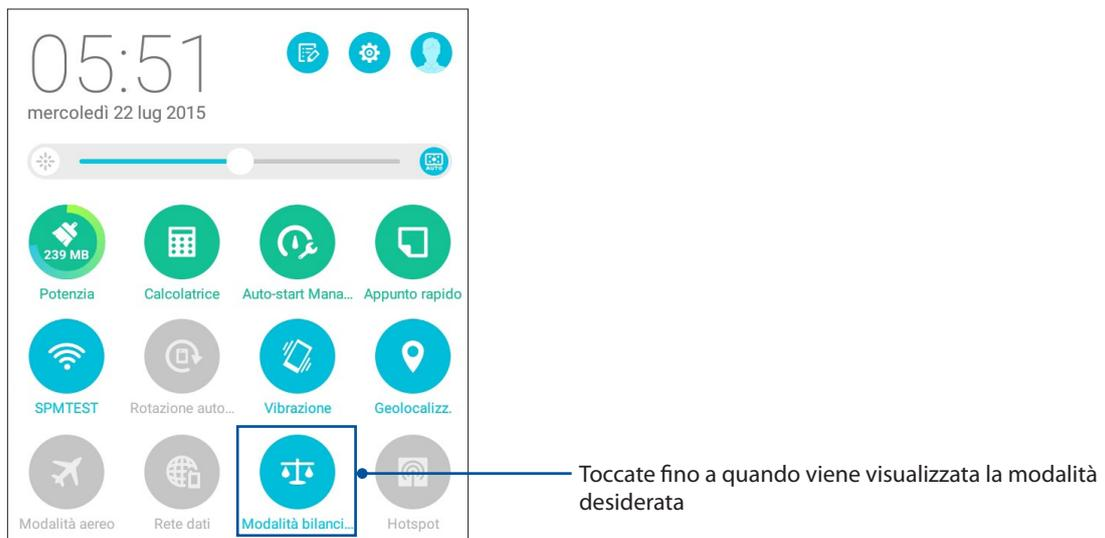 05:51
mercoledì 22 lug 2015
AUTO
239 MB
Potenzia Calcolatrice Auto-start Mana... Appunto rapido
SPMTEST Rotazione auto... Vibrazione Geolocalizz.
Modalità aereo Rete dati Modalità bilanci... Hotspot
Toccate fino a quando viene visualizzata la modalità
desiderata